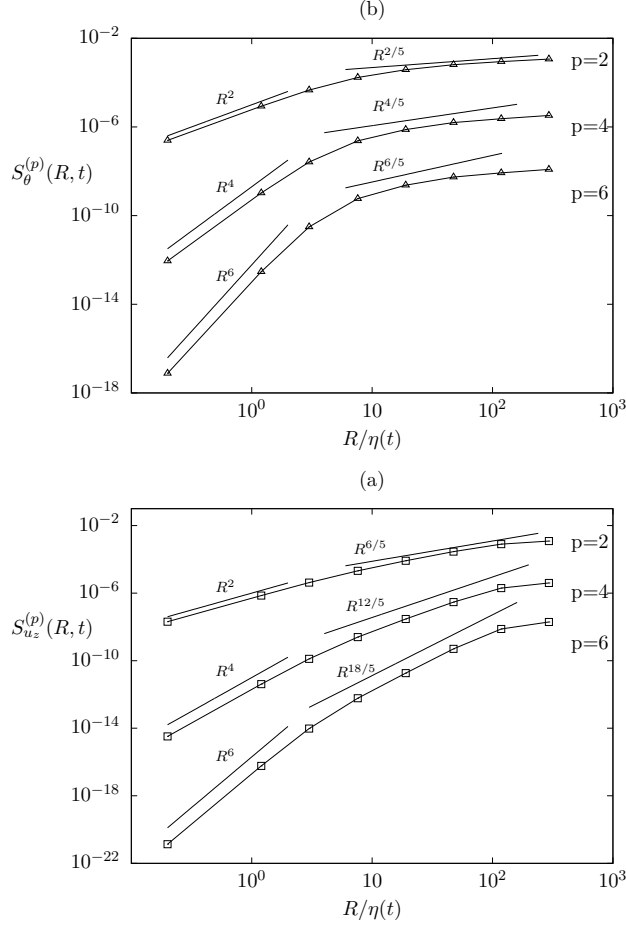 (b)
10^-2
10^-6
10^-10
10^-14
10^-18
S_θ^(p)(R, t)
R^2
R^2/5
p=2
R^4
R^4/5
p=4
R^6
R^6/5
p=6
10^0
10
10^2
10^3
R/η(t)
(a)
10^-2
10^-6
10^-10
10^-14
10^-18
10^-22
S_{u_z}^(p)(R, t)
R^2
R^6/5
p=2
R^4
R^12/5
p=4
R^6
R^18/5
p=6
10^0
10
10^2
10^3
R/η(t)